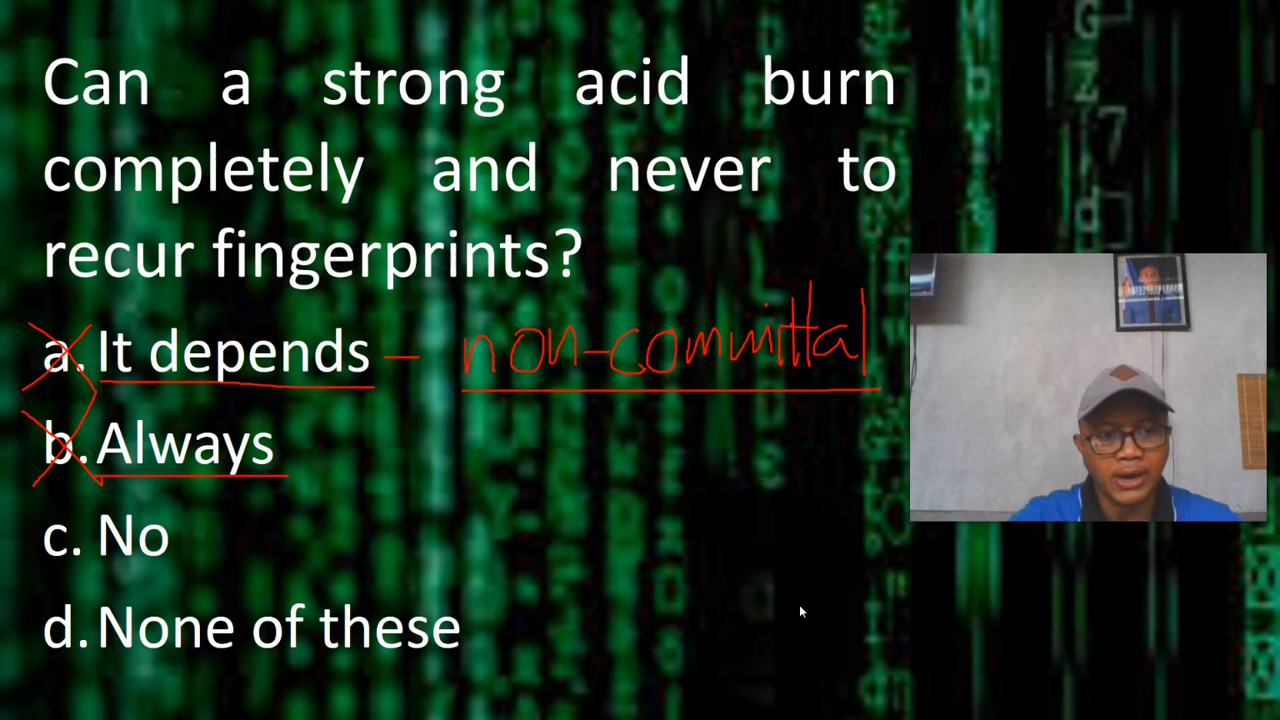 Can a strong acid burn
completely and never to
recur fingerprints?
a. It depends – non-committal
b. Always
c. No
d. None of these